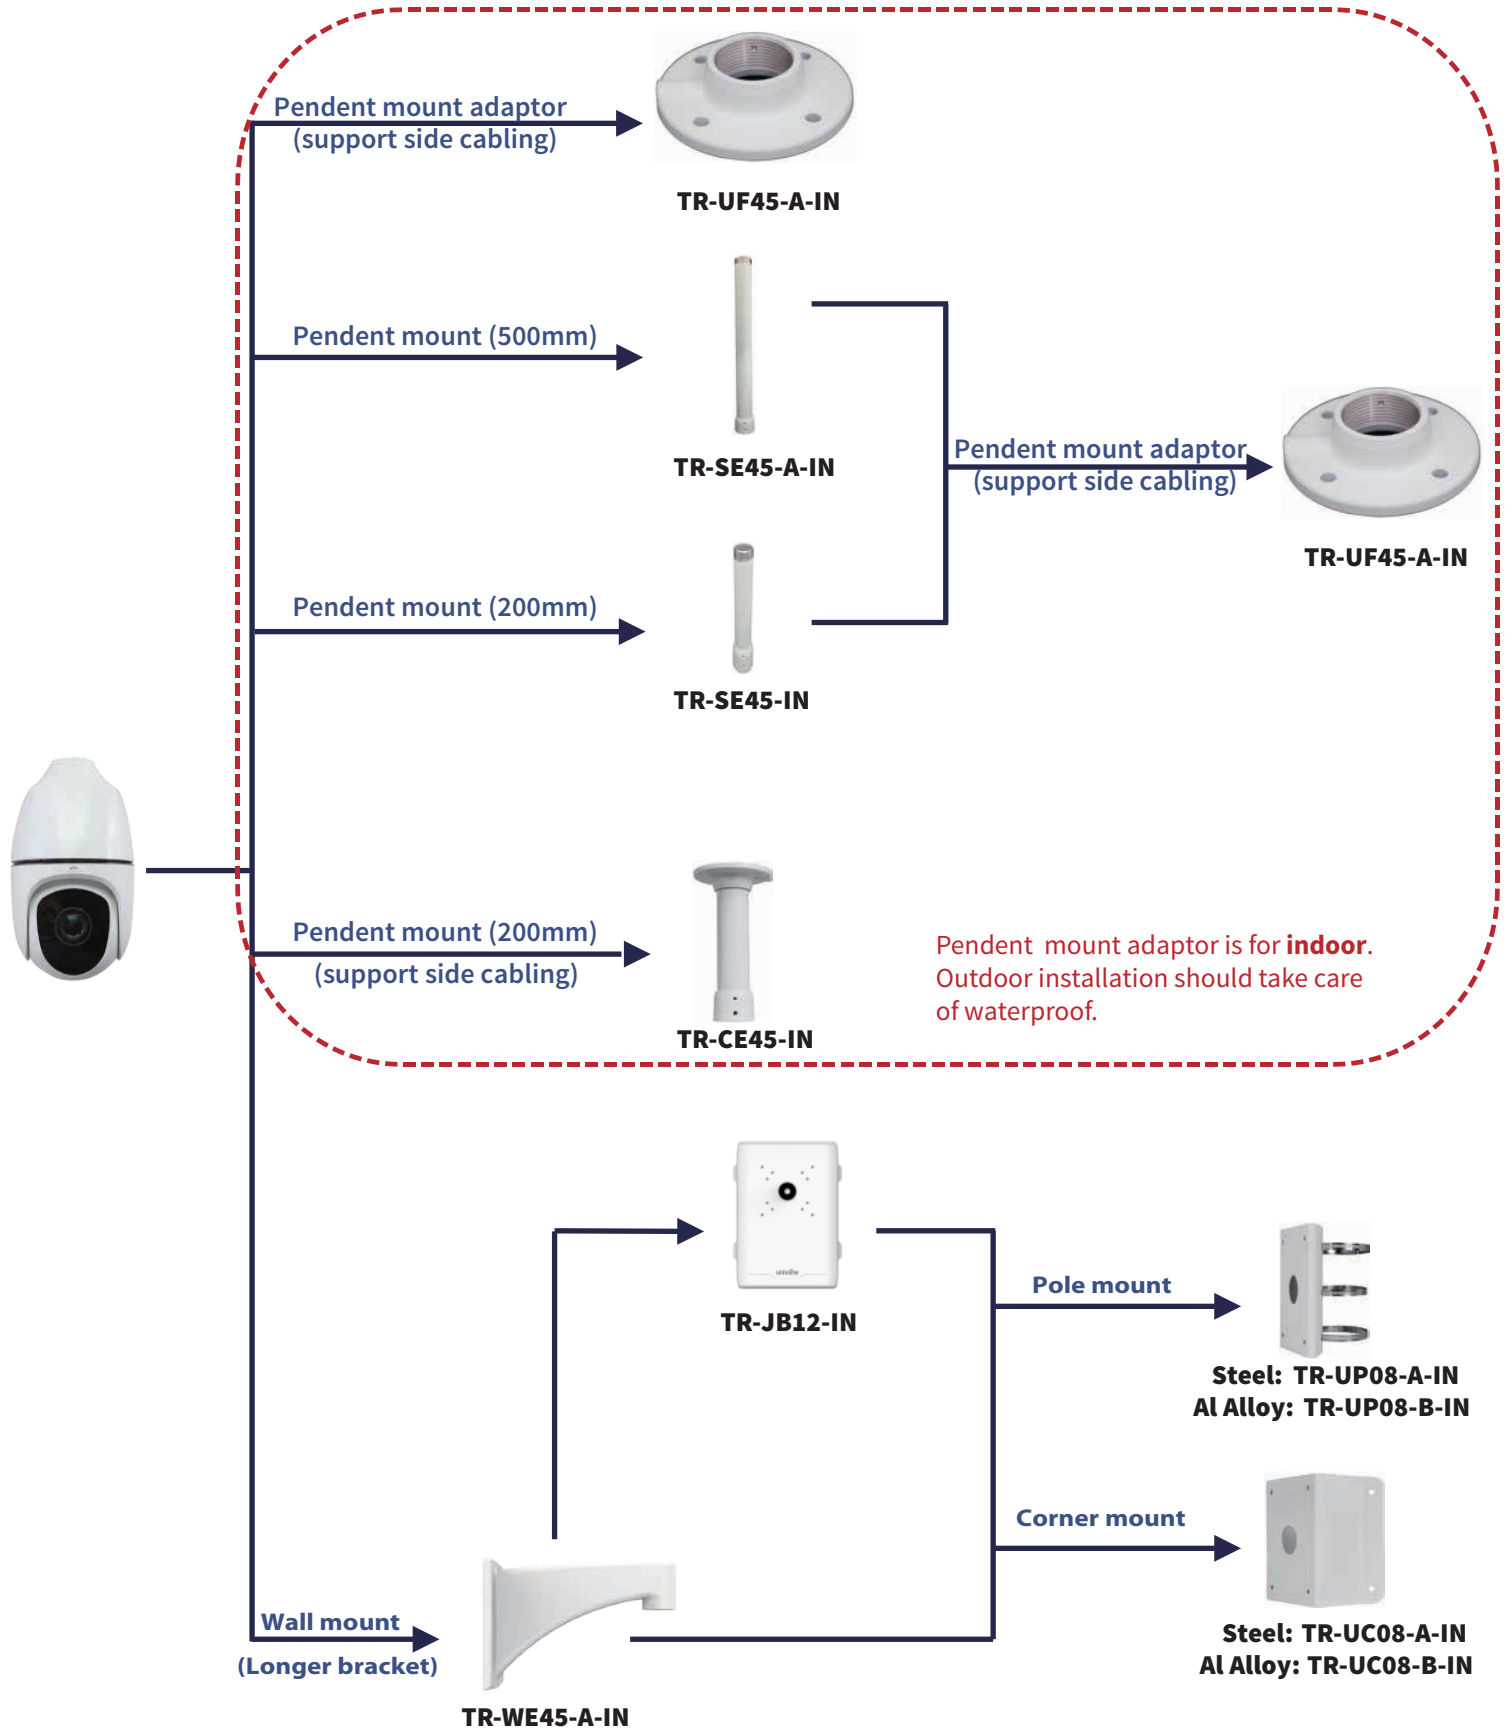 Pendent mount adaptor
(support side cabling)
TR-UF45-A-IN
Pendent mount (500mm)
TR-SE45-A-IN
Pendent mount adaptor
(support side cabling)
TR-UF45-A-IN
Pendent mount (200mm)
TR-SE45-IN
Pendent mount (200mm)
(support side cabling)
TR-CE45-IN
Pendent  mount adaptor is for indoor.
Outdoor installation should take care
of waterproof.
uniview
TR-JB12-IN
Pole mount
Steel: TR-UP08-A-IN
Al Alloy: TR-UP08-B-IN
Corner mount
Steel: TR-UC08-A-IN
Al Alloy: TR-UC08-B-IN
Wall mount
(Longer bracket)
TR-WE45-A-IN